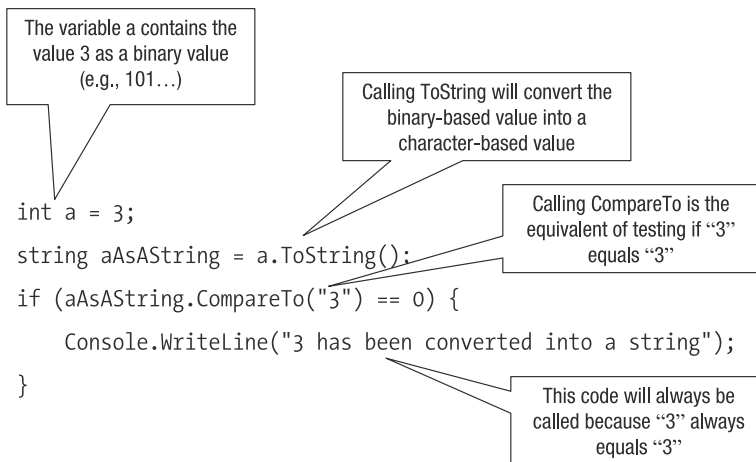 The variable a contains the
value 3 as a binary value
(e.g., 101…)
Calling ToString will convert the
binary-based value into a
character-based value
int a = 3;
Calling CompareTo is the
equivalent of testing if “3”
equals “3”
string aAsAString = a.ToString();
if (aAsAString.CompareTo("3") == 0) {
Console.WriteLine("3 has been converted into a string");
}
This code will always be
called because “3” always
equals “3”